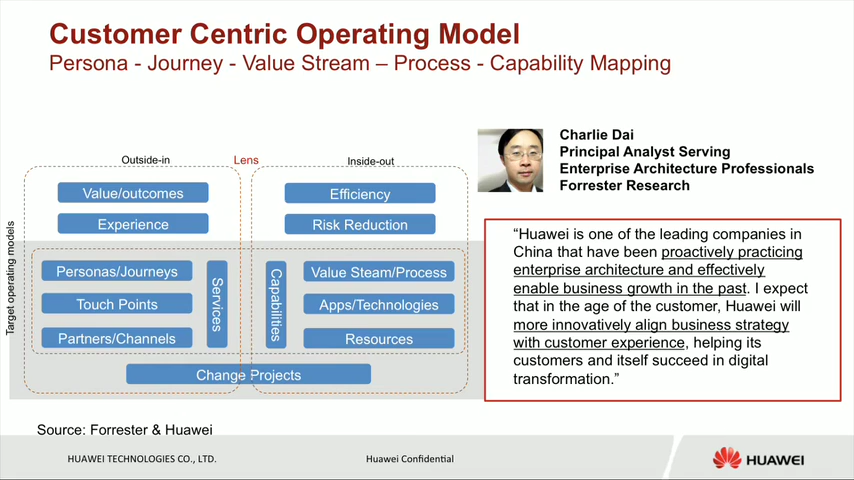 Customer Centric Operating Model
Persona - Journey - Value Stream – Process - Capability Mapping
Outside-in
Lens
Inside-out
Target operating models
Value/outcomes
Experience
Efficiency
Risk Reduction
Personas/Journeys
Touch Points
Partners/Channels
Services
Capabilities
Value Steam/Process
Apps/Technologies
Resources
Change Projects
Charlie Dai
Principal Analyst Serving
Enterprise Architecture Professionals
Forrester Research
“Huawei is one of the leading companies in
China that have been proactively practicing
enterprise architecture and effectively
enable business growth in the past. I expect
that in the age of the customer, Huawei will
more innovatively align business strategy
with customer experience, helping its
customers and itself succeed in digital
transformation.”
Source: Forrester & Huawei
HUAWEI TECHNOLOGIES CO., LTD.
Huawei Confidential
HUAWEI